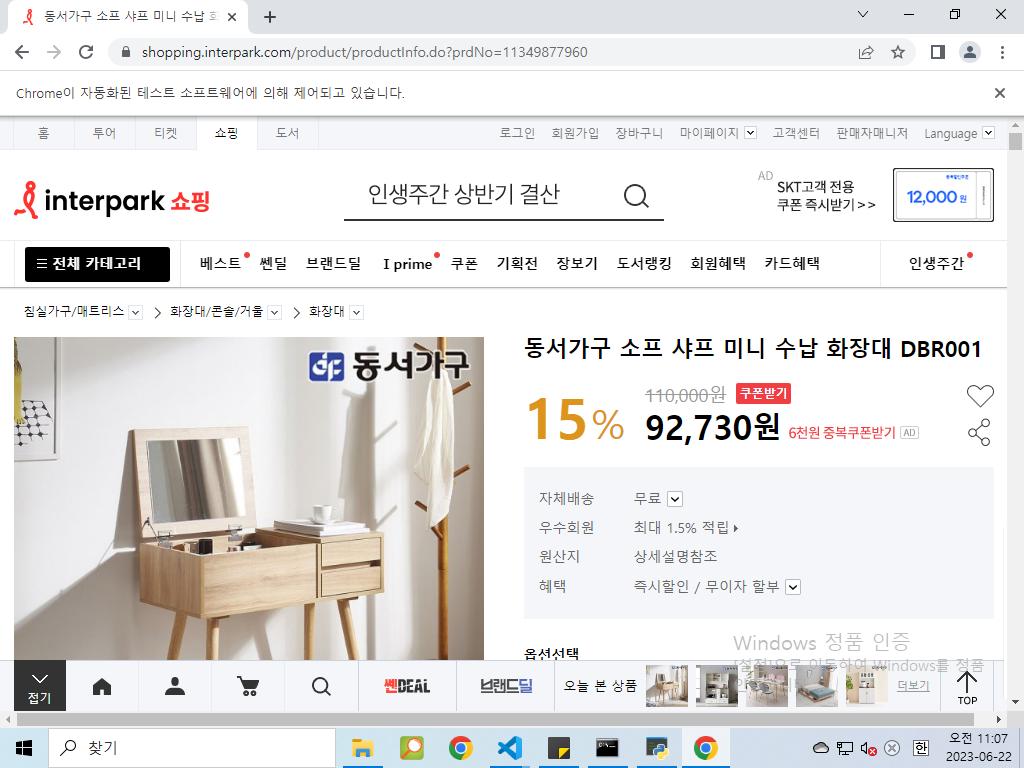 동서가구 소프 샤프 미니 수납 화
shopping.interpark.com/product/productInfo.do?prdNo=11349877960
Chrome이 자동화된 테스트 소프트웨어에 의해 제어되고 있습니다.
홈 투어 티켓 쇼핑 도서 로그인 회원가입 장바구니 마이페이지 고객센터 판매자매니저 Language
interpark 쇼핑
인생주간 상반기 결산
AD
SKT고객 전용
쿠폰 즉시받기>>
12,000원
전체 카테고리 베스트 쎈딜 브랜드딜 I prime 쿠폰 기획전 장보기 도서랭킹 회원혜택 카드혜택 인생주간
침실가구/매트리스 화장대/콘솔/거울 화장대
동서가구
동서가구 소프 샤프 미니 수납 화장대 DBR001
15%
110,000원 쿠폰받기
92,730원 6천원 중복쿠폰받기 AD
자체배송 무료
우수회원 최대 1.5% 적립
원산지 상세설명참조
혜택 즉시할인 / 무이자 할부
옵션선택
Windows 정품 인증
[설정]으로 이동하여 Windows를 정품
접기
쎈DEAL
브랜드딜
오늘 본 상품
더보기
TOP
찾기
한
오전 11:07
2023-06-22